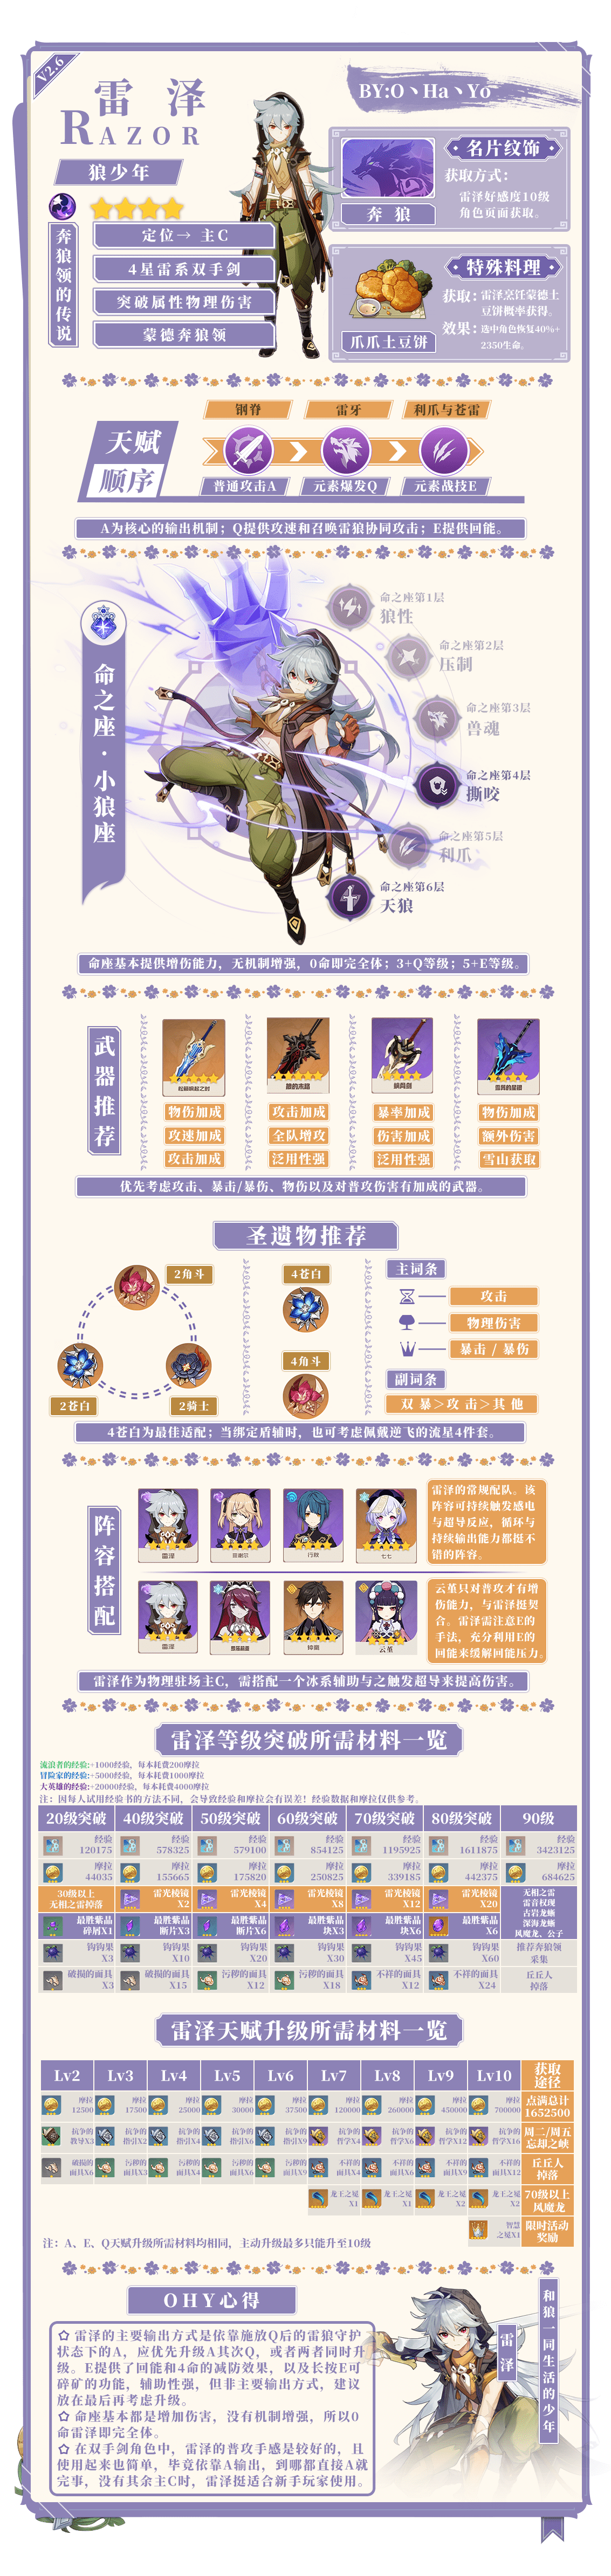 V2.6
雷泽
RAZOR
BY:O丶Ha丶Yo
狼少年
奔狼领的传说
定位→ 主C
4星雷系双手剑
突破属性物理伤害
蒙德奔狼领
名片纹饰
获取方式:
雷泽好感度10级
角色页面获取。
奔 狼
特殊料理
获取: 雷泽烹饪蒙德土
豆饼概率获得。
效果: 选中角色恢复40%+
2350生命。
爪爪土豆饼
天赋
顺序
钢脊
雷牙
利爪与苍雷
普通攻击A
元素爆发Q
元素战技E
A为核心的输出机制；Q提供攻速和召唤雷狼协同攻击；E提供回能。
命之座·小狼座
命之座第1层
狼性
命之座第2层
压制
命之座第3层
兽魂
命之座第4层
撕咬
命之座第5层
利爪
命之座第6层
天狼
命座基本提供增伤能力，无机制增强，0命即完全体；3+Q等级；5+E等级。
武器推荐
松籁响起之时
狼的末路
螭骨剑
雪葬的星银
物伤加成
攻速加成
攻击加成
攻击加成
全队增攻
泛用性强
暴率加成
伤害加成
泛用性强
物伤加成
额外伤害
雪山获取
优先考虑攻击、暴击/暴伤、物伤以及对普攻伤害有加成的武器。
圣遗物推荐
2角斗
2苍白
2骑士
4苍白
4角斗
主词条
攻击
物理伤害
暴击 / 暴伤
副词条
双 暴>攻 击>其 他
4苍白为最佳适配；当绑定盾辅时，也可考虑佩戴逆飞的流星4件套。
阵容搭配
雷泽
菲谢尔
行秋
七七
雷泽的常规配队。该
阵容可持续触发感电
与超导反应，循环与
持续输出能力都挺不
错的阵容。
雷泽
罗莎莉亚
钟离
云堇
云堇只对普攻才有增
伤能力，与雷泽挺契
合。雷泽需注意E的
手法，充分利用E的
回能来缓解回能压力。
雷泽作为物理驻场主C，需搭配一个冰系辅助与之触发超导来提高伤害。
雷泽等级突破所需材料一览
流浪者的经验:+1000经验，每本耗费200摩拉
冒险家的经验:+5000经验，每本耗费1000摩拉
大英雄的经验:+20000经验，每本耗费4000摩拉
注：因每人试用经验书的方法不同，会导致经验和摩拉会有误差！经验数据和摩拉仅供参考。
20级突破 40级突破 50级突破 60级突破 70级突破 80级突破 90级
经验 经验 经验 经验 经验 经验 经验
120175 578325 579100 854125 1195925 1611875 3423125
摩拉 摩拉 摩拉 摩拉 摩拉 摩拉 摩拉
44035 155665 175820 250825 339185 442375 684625
30级以上 雷光棱镜 雷光棱镜 雷光棱镜 雷光棱镜 雷光棱镜 无相之雷
无相之雷掉落 X2 X4 X8 X12 X20 雷音权现
古岩龙蜥
最胜紫晶 最胜紫晶 最胜紫晶 最胜紫晶 最胜紫晶 最胜紫晶 深海龙蜥
碎屑X1 断片X3 断片X6 块X3 块X6 X6 风魔龙、公子
钩钩果 钩钩果 钩钩果 钩钩果 钩钩果 钩钩果 推荐奔狼领
X3 X10 X20 X30 X45 X60 采集
破损的面具 破损的面具 污秽的面具 污秽的面具 不祥的面具 不祥的面具 丘丘人
X3 X15 X12 X18 X12 X24 掉落
雷泽天赋升级所需材料一览
Lv2 Lv3 Lv4 Lv5 Lv6 Lv7 Lv8 Lv9 Lv10 获取
途径
摩拉 摩拉 摩拉 摩拉 摩拉 摩拉 摩拉 摩拉 摩拉 点满总计
12500 17500 25000 30000 37500 120000 260000 450000 700000 1652500
抗争的 抗争的 抗争的 抗争的 抗争的 抗争的 抗争的 抗争的 抗争的 周二/周五
教导X3 指引X2 指引X4 指引X6 指引X9 哲学X4 哲学X6 哲学X12 哲学X16 忘却之峡
破损的 污秽的 污秽的 污秽的 污秽的 不祥的 不祥的 不祥的 不祥的 丘丘人
面具X6 面具X3 面具X4 面具X6 面具X9 面具X4 面具X6 面具X9 面具X12 掉落
龙王之冕 龙王之冕 龙王之冕 龙王之冕 70级以上
X1 X1 X2 X2 风魔龙
智慧 限时活动
之冕X1 奖励
注：A、E、Q天赋升级所需材料均相同，主动升级最多只能升至10级
OHY心得
雷泽的主要输出方式是依靠施放Q后的雷狼守护
状态下的A，应优先升级A其次Q，或者两者同时升
级。E提供了回能和4命的减防效果，以及长按E可
碎矿的功能，辅助性强，但非主要输出方式，建议
放在最后再考虑升级。
命座基本都是增加伤害，没有机制增强，所以0
命雷泽即完全体。
在双手剑角色中，雷泽的普攻手感是较好的，且
使用起来也简单，毕竟依靠A输出，到哪都直接A就
完事，没有其余主C时，雷泽挺适合新手玩家使用。
雷泽
和狼一同生活的少年